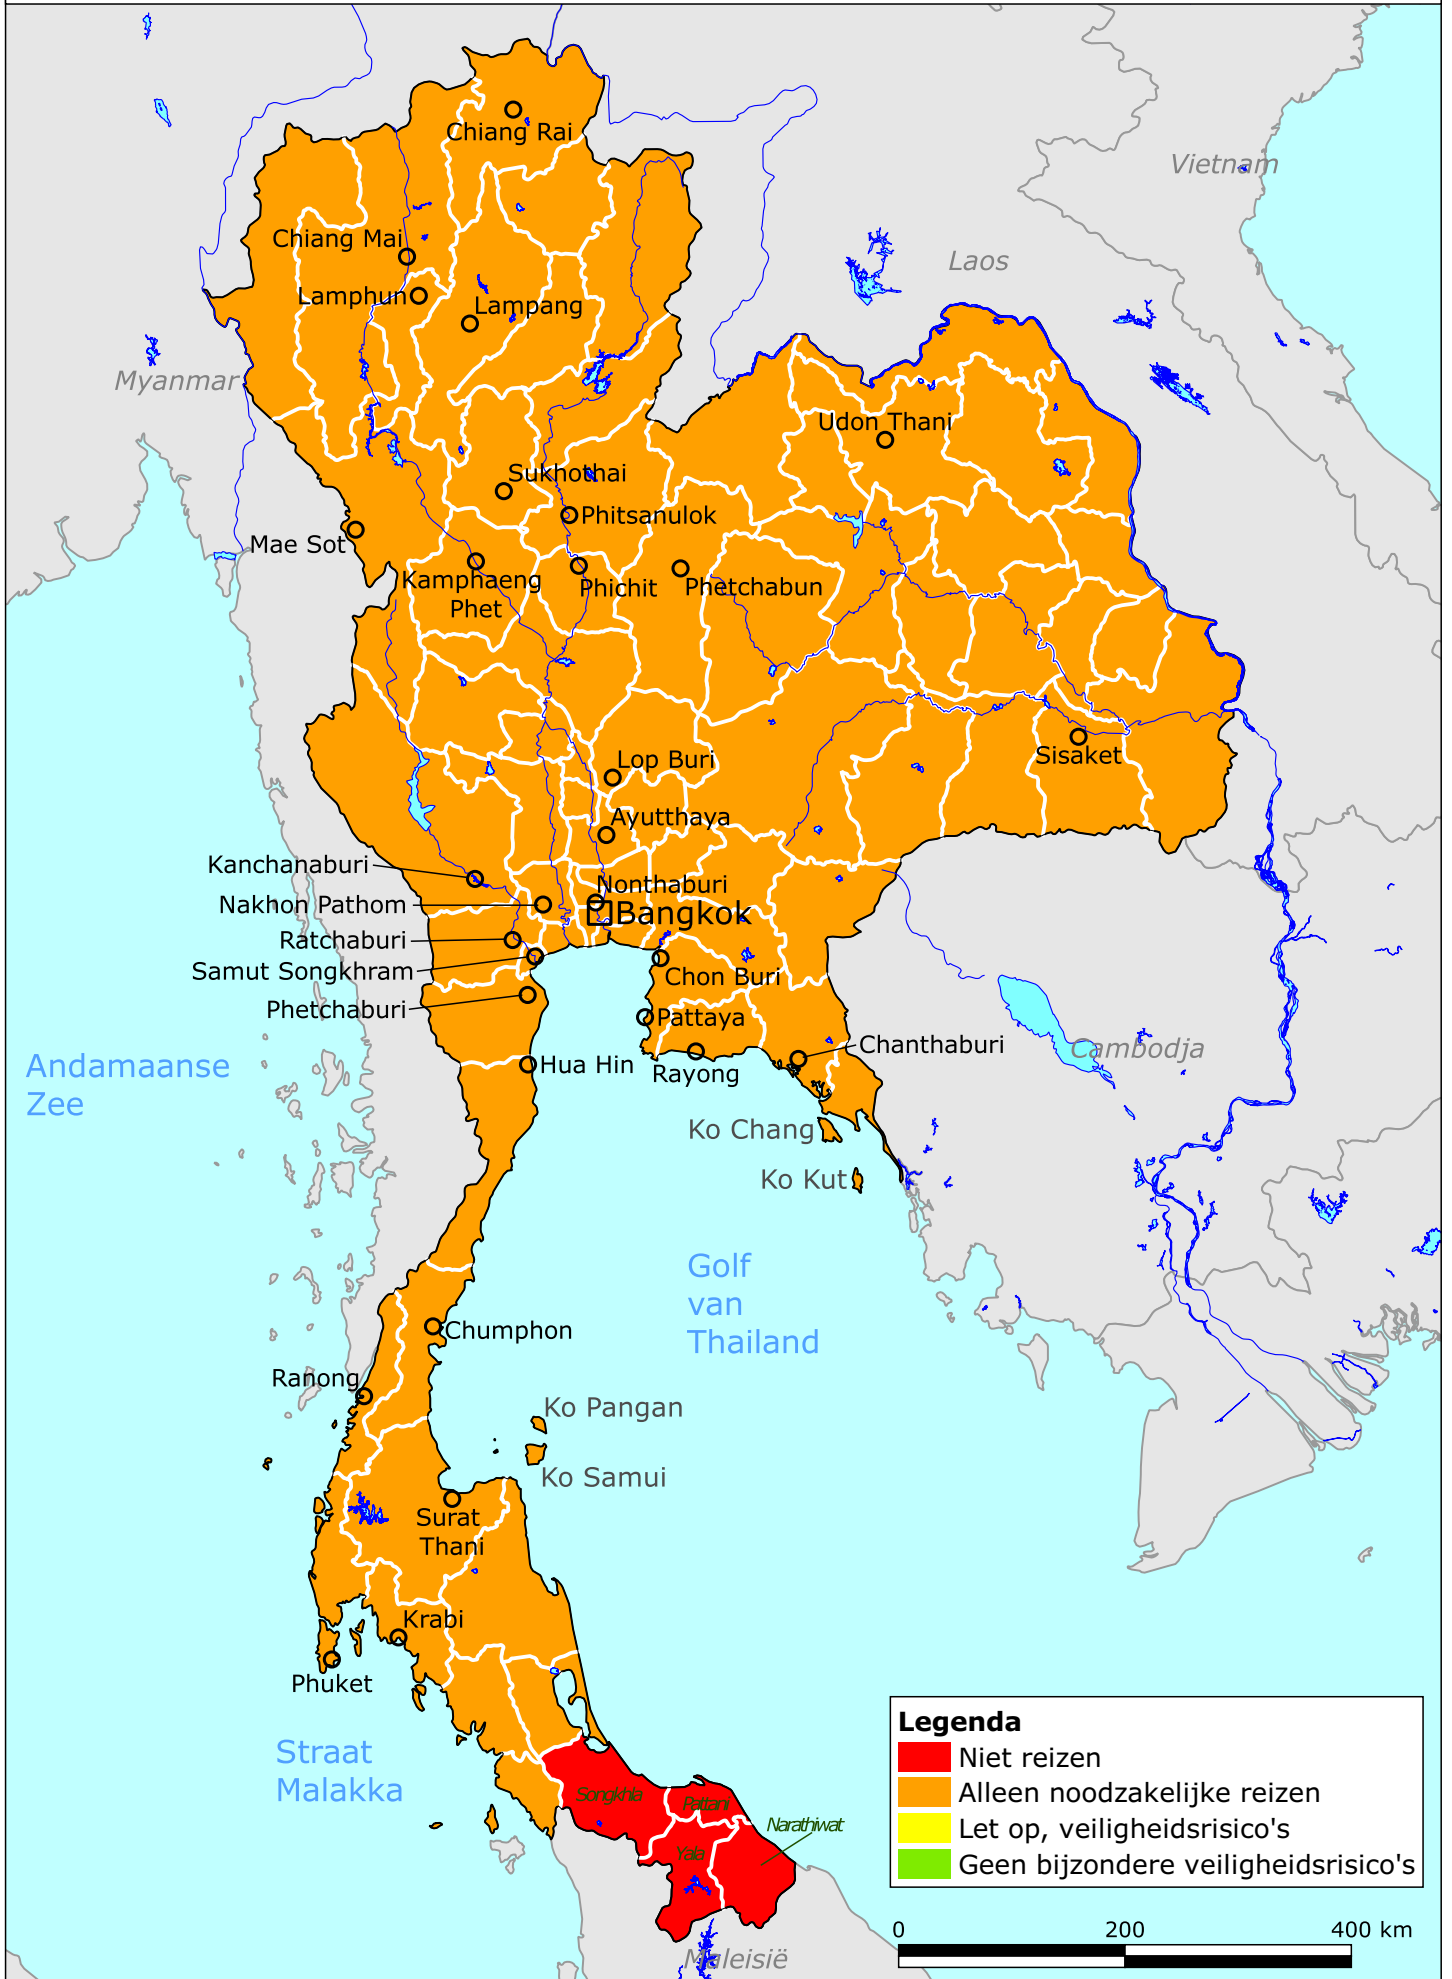 Chiang Rai
Vietnam
Chiang Mai
Laos
Lamphun
Lampang
Myanmar
Udon Thani
Sukhothai
Phitsanulok
Mae Sot
Kamphaeng
Phet
Phichit
Phetchabun
Lop Buri
Sisaket
Ayutthaya
Kanchanaburi
Nonthaburi
Nakhon Pathom
Bangkok
Ratchaburi
Samut Songkhram
Chon Buri
Phetchaburi
Pattaya
Chanthaburi
Cambodja
Andamaanse
Zee
Hua Hin
Rayong
Ko Chang
Ko Kut
Golf
van
Thailand
Chumphon
Ranong
Ko Pangan
Ko Samui
Surat
Thani
Krabi
Phuket
Straat
Malakka
Songkhla
Pattani
Narathiwat
Yala
Maleisië
Legenda
Niet reizen
Alleen noodzakelijke reizen
Let op, veiligheidsrisico's
Geen bijzondere veiligheidsrisico's
0 200 400 km